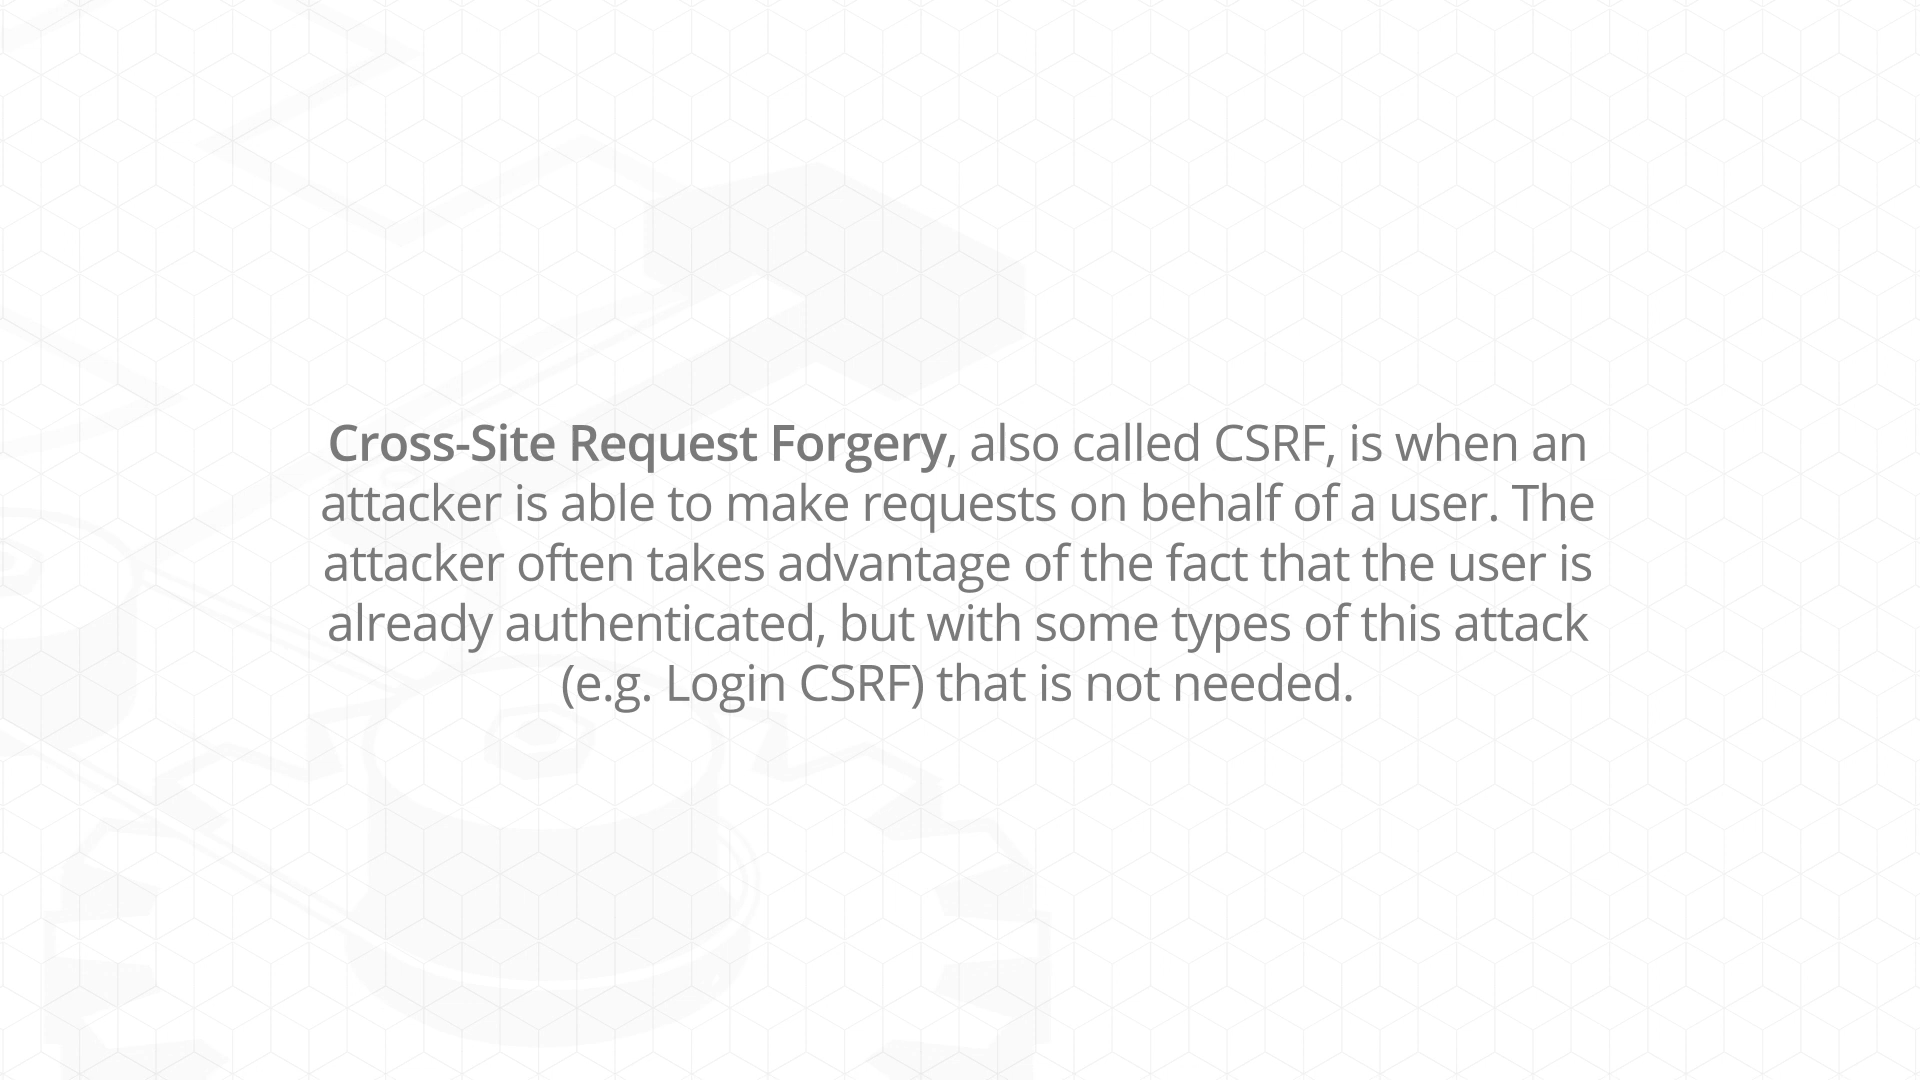 Cross-Site Request Forgery, also called CSRF, is when an
attacker is able to make requests on behalf of a user. The
attacker often takes advantage of the fact that the user is
already authenticated, but with some types of this attack
(e.g. Login CSRF) that is not needed.